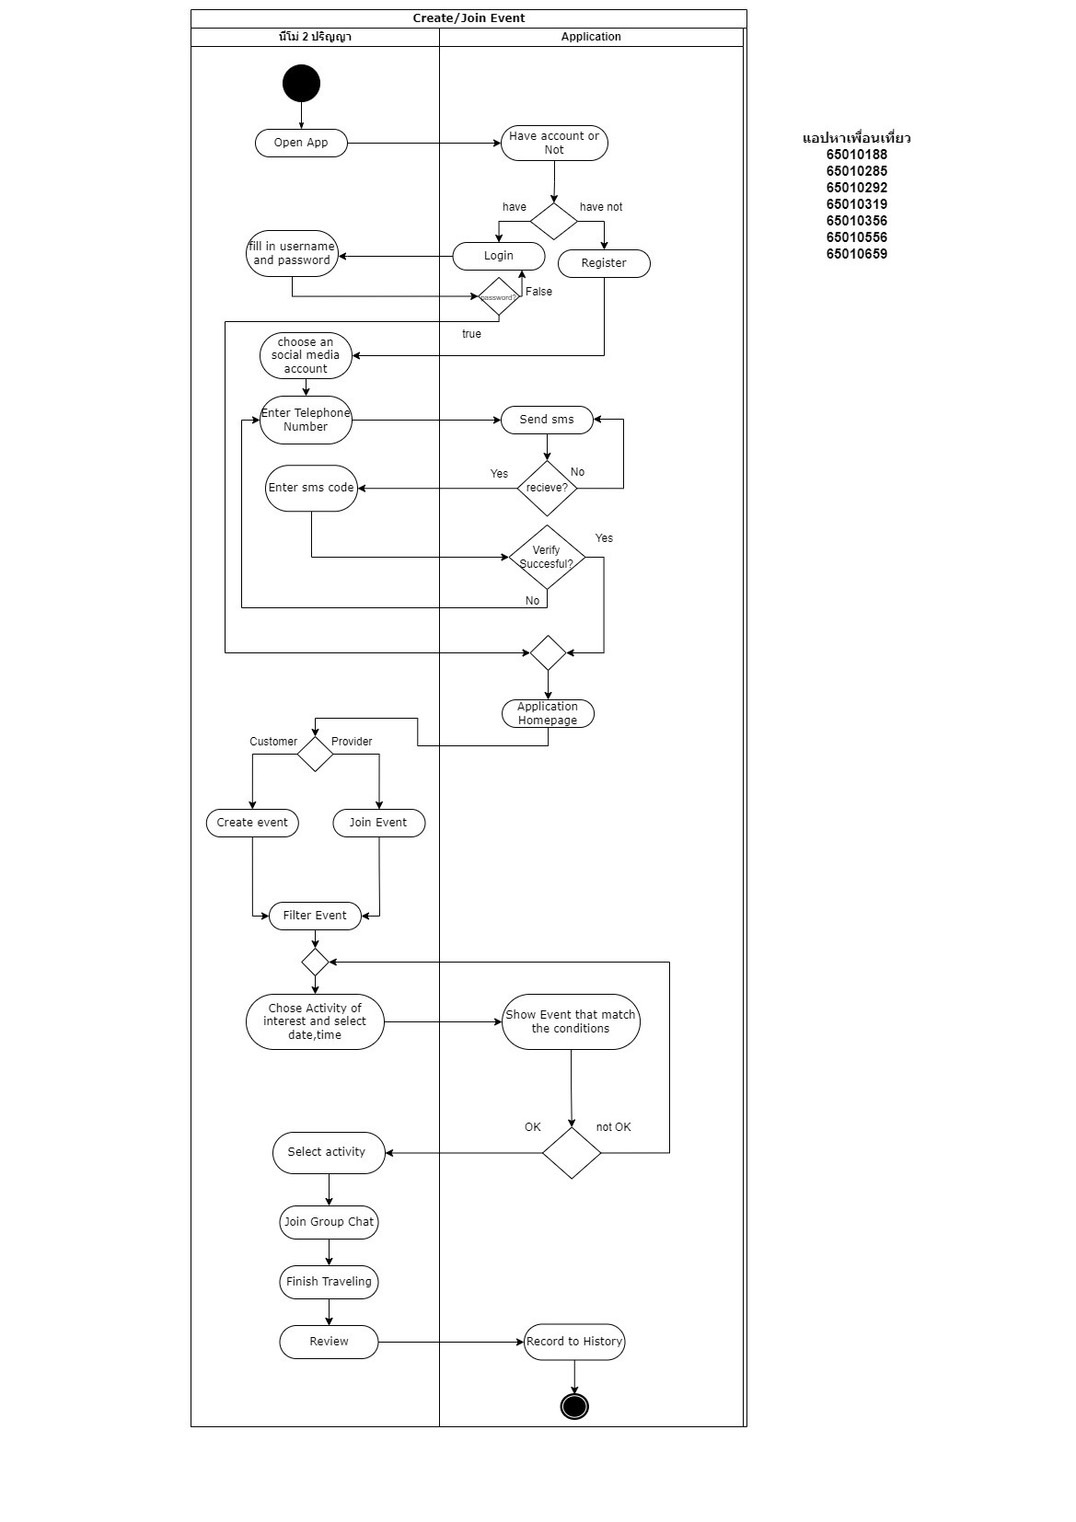 Create/Join Event
นีโม่ 2 ปริญญา
Application
Open App
Have account or
Not
have
have not
fill in username
and password
Login
Register
password?
False
true
choose an
social media
account
Enter Telephone
Number
Send sms
Yes
No
Enter sms code
recieve?
Yes
Verify
Succesful?
No
Application
Homepage
Customer
Provider
Create event
Join Event
Filter Event
Chose Activity of
interest and select
date,time
Show Event that match
the conditions
OK
not OK
Select activity
Join Group Chat
Finish Traveling
Review
Record to History
แอปหาเพื่อนเที่ยว
65010188
65010285
65010292
65010319
65010356
65010556
65010659